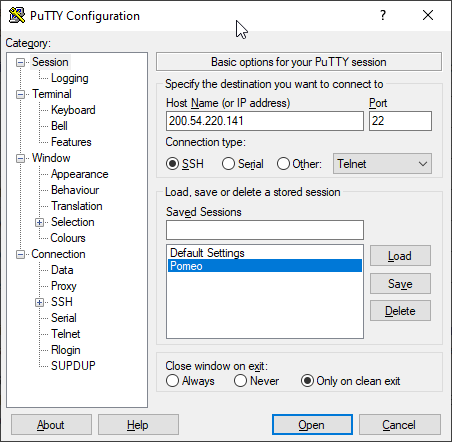 PuTTY Configuration
?
Category:
Session
Logging
Terminal
Keyboard
Bell
Features
Window
Appearance
Behaviour
Translation
Selection
Colours
Connection
Data
Proxy
SSH
Serial
Telnet
Rlogin
SUPDUP
Basic options for your PuTTY session
Specify the destination you want to connect to
Host Name (or IP address) Port
200.54.220.141 22
Connection type:
SSH Serial Other: Telnet
Load, save or delete a stored session
Saved Sessions
Default Settings
Pomeo
Load
Save
Delete
Close window on exit:
Always Never Only on clean exit
About Help Open Cancel